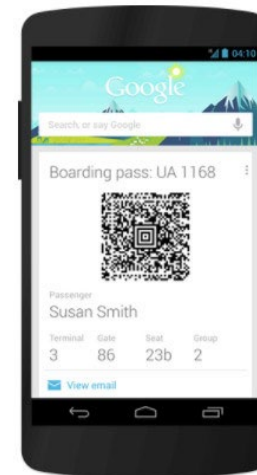 04:10
Google
Search, or say Google
Boarding pass: UA 1168
Passenger
Susan Smith
Terminal Gate Seat Group
3 86 23b 2
View email